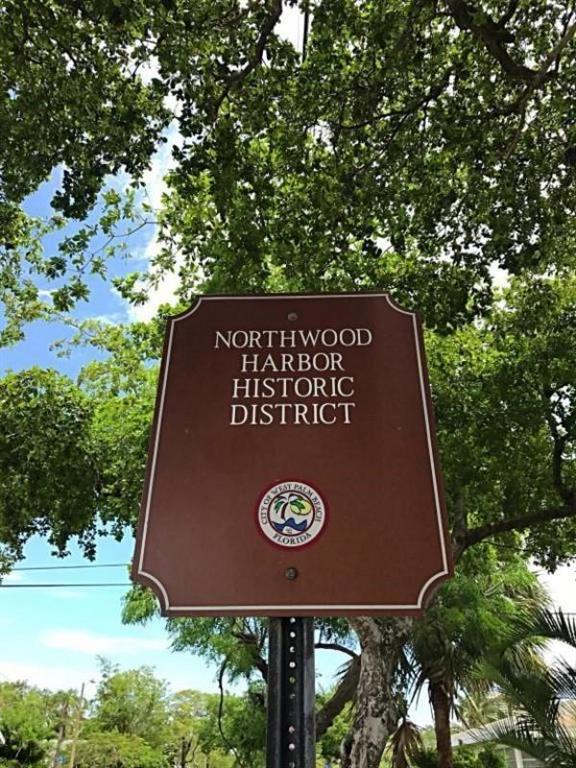 NORTHWOOD
HARBOR
HISTORIC
DISTRICT
CITY OF WEST PALM BEACH
FLORIDA